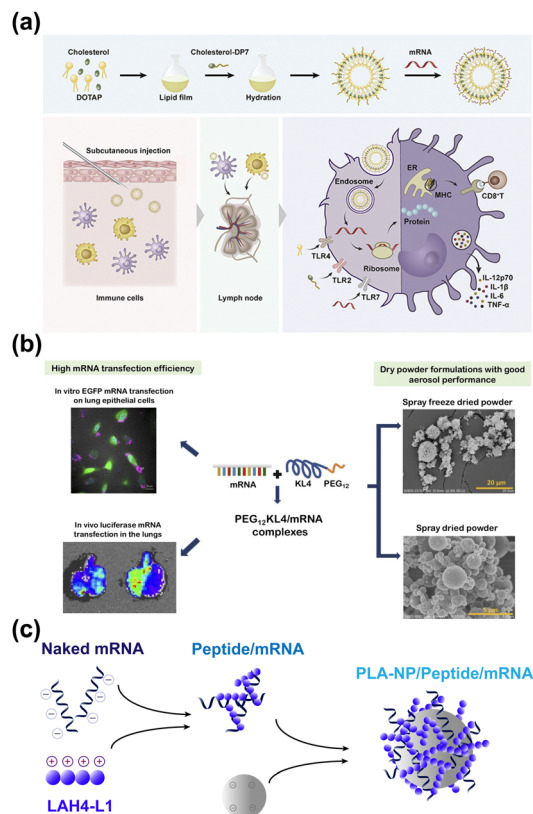 (a)
Cholesterol
DOTAP
Lipid film
Cholesterol-DP7
Hydration
mRNA
Subcutaneous injection
Immune cells
Lymph node
Endosome
ER
MHC
CD8⁺T
Protein
Ribosome
TLR4
TLR2
TLR7
IL-12p70
IL-1β
IL-6
TNF-α
(b)
High mRNA transfection efficiency
In vitro EGFP mRNA transfection
on lung epithelial cells
In vivo luciferase mRNA
transfection in the lungs
mRNA
+
KL4
PEG₁₂
PEG₁₂KL4/mRNA
complexes
Dry powder formulations with good
aerosol performance
Spray freeze dried powder
20 μm
Spray dried powder
(c)
Naked mRNA
Peptide/mRNA
PLA-NP/Peptide/mRNA
LAH4-L1